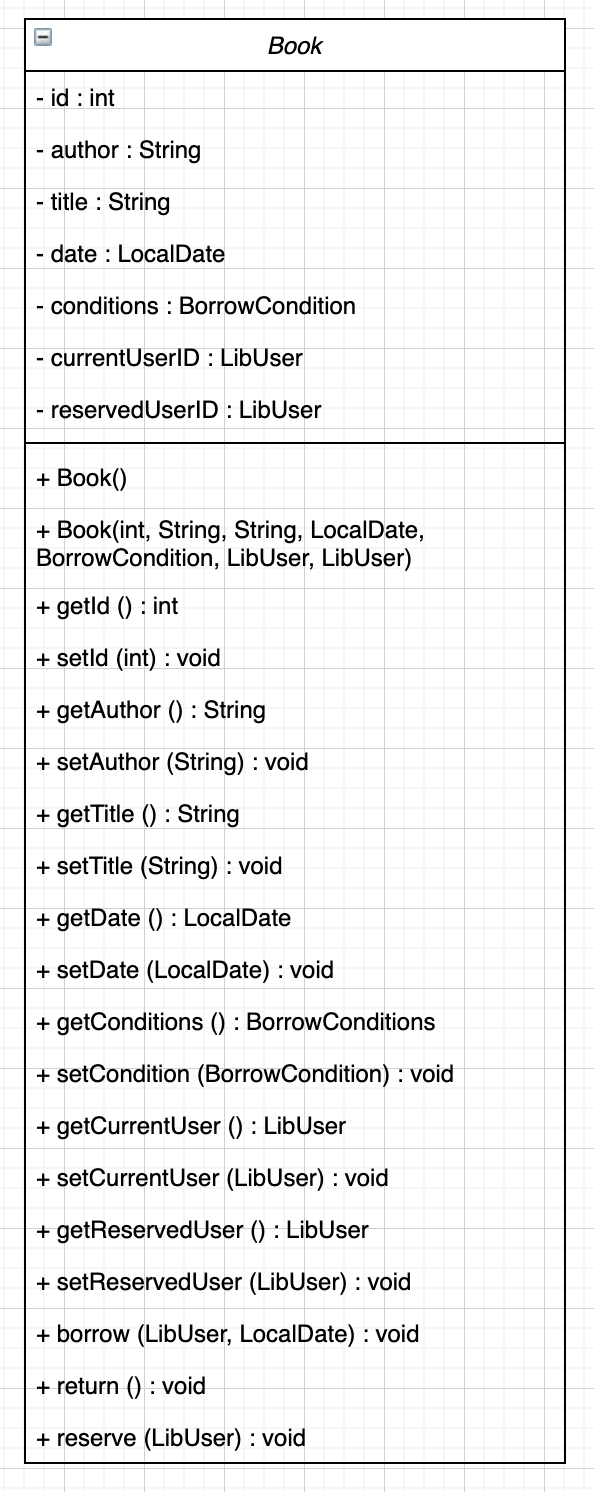 Book
- id : int
- author : String
- title : String
- date : LocalDate
- conditions : BorrowCondition
- currentUserID : LibUser
- reservedUserID : LibUser
+ Book()
+ Book(int, String, String, LocalDate,
BorrowCondition, LibUser, LibUser)
+ getId () : int
+ setId (int) : void
+ getAuthor () : String
+ setAuthor (String) : void
+ getTitle () : String
+ setTitle (String) : void
+ getDate () : LocalDate
+ setDate (LocalDate) : void
+ getConditions () : BorrowConditions
+ setCondition (BorrowCondition) : void
+ getCurrentUser () : LibUser
+ setCurrentUser (LibUser) : void
+ getReservedUser () : LibUser
+ setReservedUser (LibUser) : void
+ borrow (LibUser, LocalDate) : void
+ return () : void
+ reserve (LibUser) : void